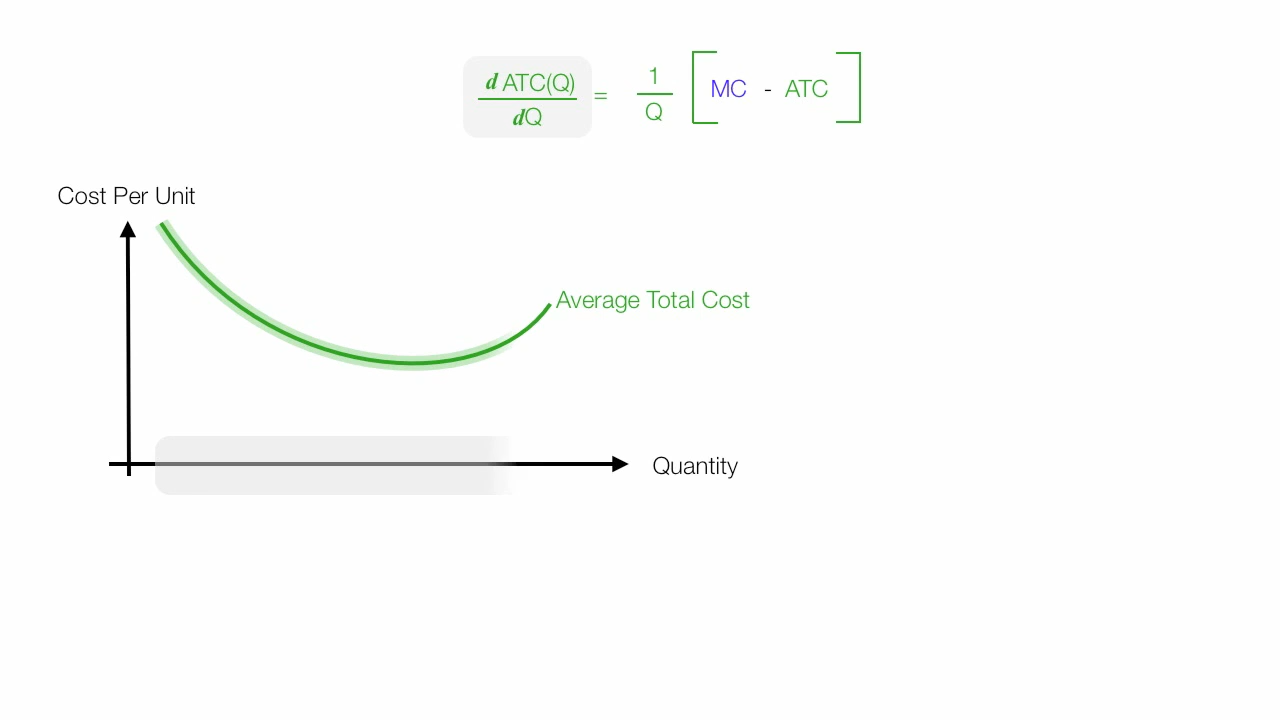 d ATC(Q) / dQ = 1 / Q [ MC - ATC ]
Cost Per Unit
Average Total Cost
Quantity